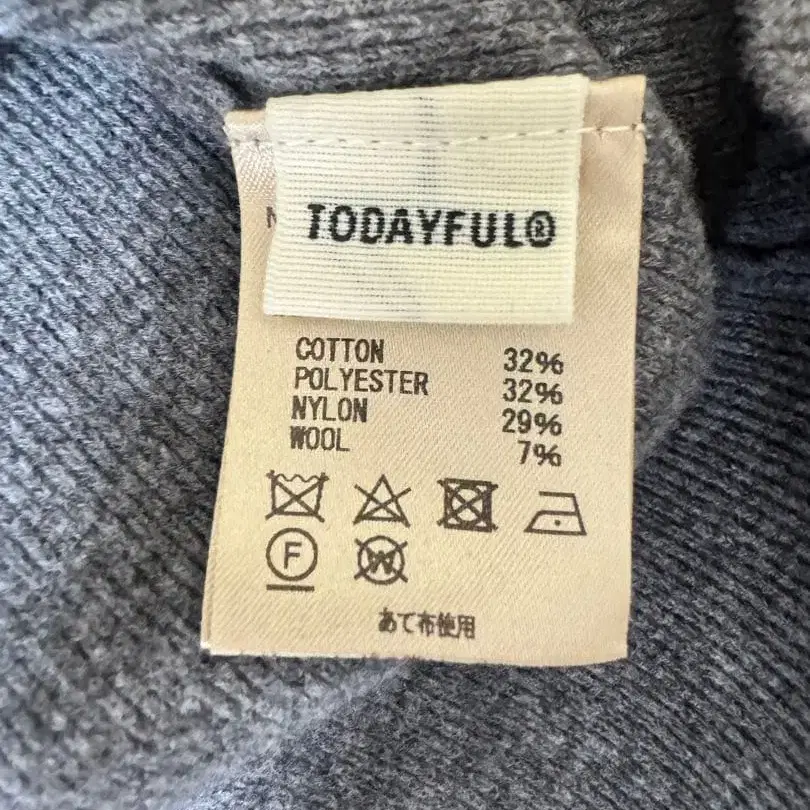 TODAYFUL®
COTTON 32%
POLYESTER 32%
NYLON 29%
WOOL 7%
F W
あて布使用